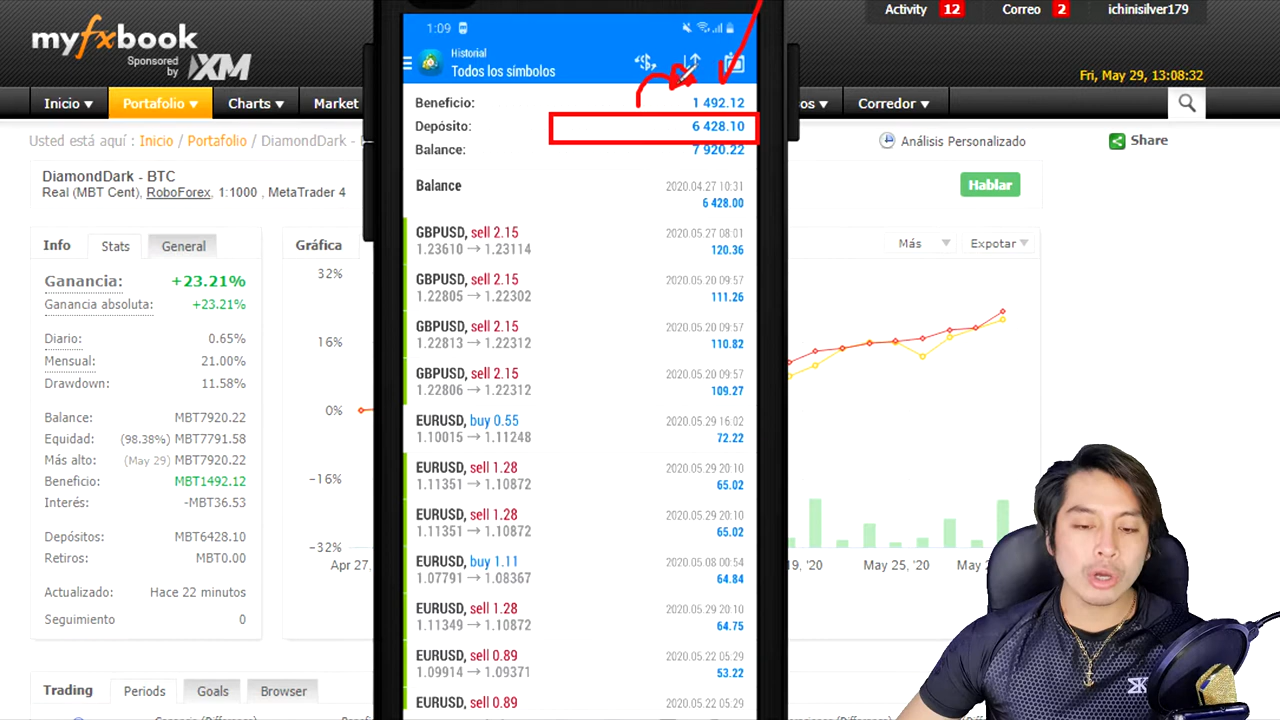 myfxbook
Sponsored by XM
Activity 12 Correo 2 ichinisilver179
Fri, May 29, 13:08:32
Inicio Portafolio Charts Market Corredor
Usted está aquí : Inicio / Portafolio / DiamondDark -
Análisis Personalizado
Share
DiamondDark - BTC
Real (MBT Cent), RoboForex, 1:1000 , MetaTrader 4
Hablar
Info Stats General
Ganancia: +23.21%
Ganancia absoluta: +23.21%
Diario: 0.65%
Mensual: 21.00%
Drawdown: 11.58%
Balance: MBT7920.22
Equidad: (98.38%) MBT7791.58
Más alto: (May 29) MBT7920.22
Beneficio: MBT1492.12
Interés: -MBT36.53
Depósitos: MBT6428.10
Retiros: MBT0.00
Actualizado: Hace 22 minutos
Seguimiento 0
Trading Periods Goals Browser
Gráfica Más Expotar
32%
16%
0%
-16%
-32%
Apr 27,
19, '20 May 25, '20
1:09
Historial
Todos los símbolos
Beneficio: 1 492.12
Depósito: 6 428.10
Balance: 7 920.22
Balance 2020.04.27 10:31
6 428.00
GBPUSD, sell 2.15 2020.05.27 08:01
1.23610 → 1.23114 120.36
GBPUSD, sell 2.15 2020.05.20 09:57
1.22805 → 1.22302 111.26
GBPUSD, sell 2.15 2020.05.20 09:57
1.22813 → 1.22312 110.82
GBPUSD, sell 2.15 2020.05.20 09:57
1.22806 → 1.22312 109.27
EURUSD, buy 0.55 2020.05.29 16:02
1.10015 → 1.11248 72.22
EURUSD, sell 1.28 2020.05.29 20:10
1.11351 → 1.10872 65.02
EURUSD, sell 1.28 2020.05.29 20:10
1.11351 → 1.10872 65.02
EURUSD, buy 1.11 2020.05.08 00:54
1.07791 → 1.08367 64.84
EURUSD, sell 1.28 2020.05.29 20:10
1.11349 → 1.10872 64.75
EURUSD, sell 0.89 2020.05.22 05:29
1.09914 → 1.09371 53.22
EURUSD, sell 0.89 2020.05.22 05:29